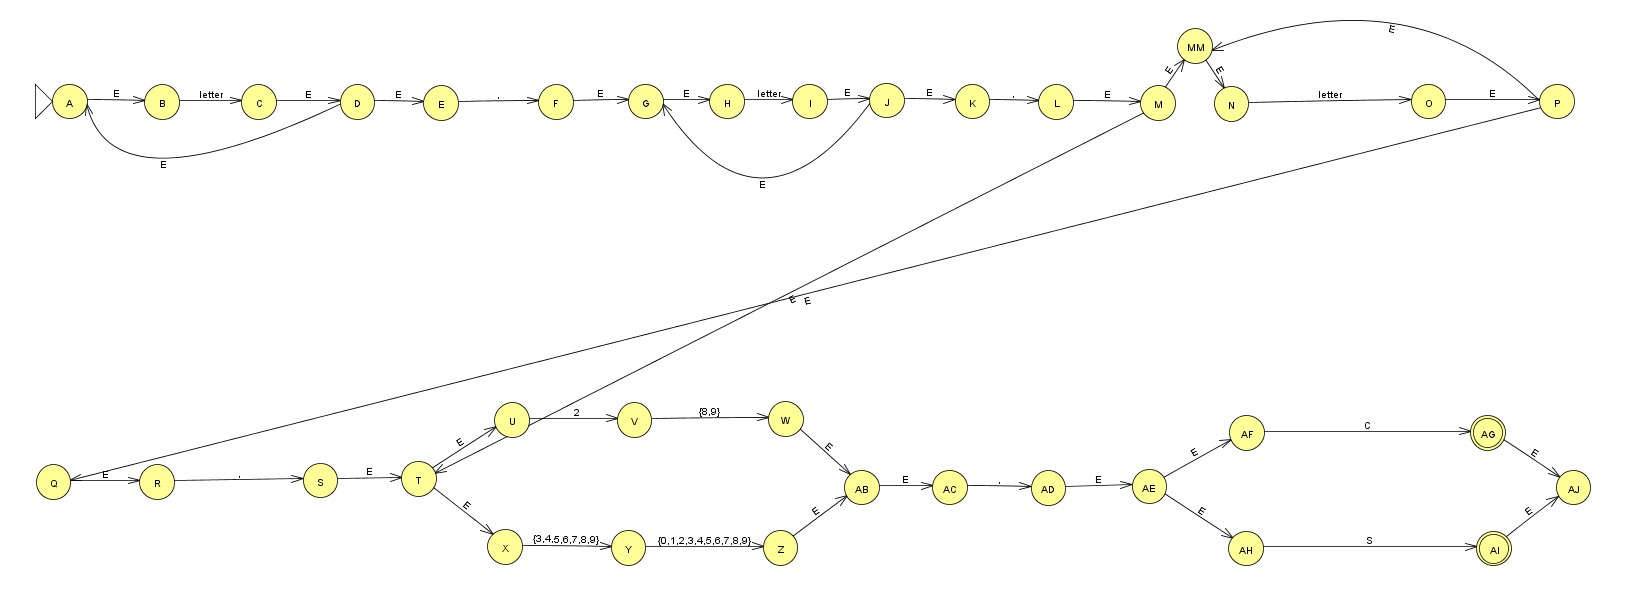 MM
E
E
E
A E B letter C E D E E , F E G E H letter I E J E K , L E M N letter O E P
E
E
E E
U 2 V {8,9} W
E
E
AF C AG
E
E
Q E R , S E T
AB E AC , AD E AE
AJ
E
E
E
E
X {3,4,5,6,7,8,9} Y {0,1,2,3,4,5,6,7,8,9} Z
AH S AI